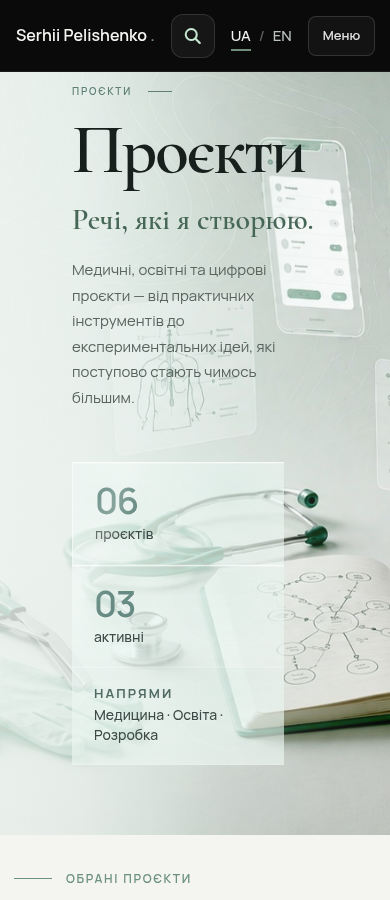 Serhii Pelishenko .
UA / EN
Меню
ПРОЄКТИ
Проєкти
Речі, які я створюю.
Медичні, освітні та цифрові
проєкти — від практичних
інструментів до
експериментальних ідей, які
поступово стають чимось
більшим.
06
проєктів
03
активні
НАПРЯМИ
Медицина · Освіта ·
Розробка
ОБРАНІ ПРОЄКТИ